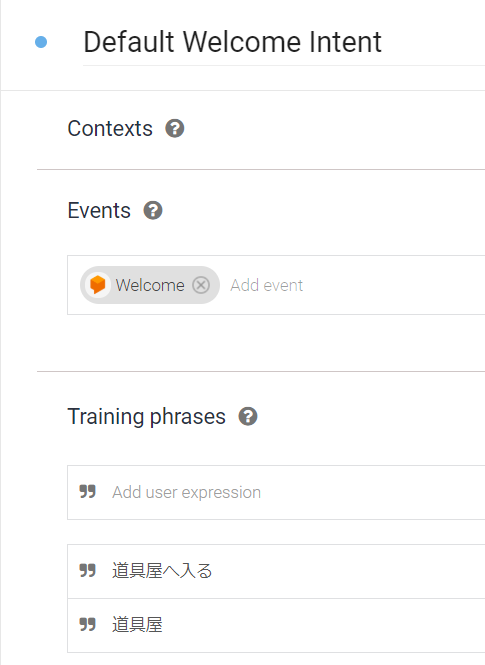 Default Welcome Intent
Contexts ?
Events ?
Welcome Add event
Training phrases ?
Add user expression
道具屋へ入る
道具屋